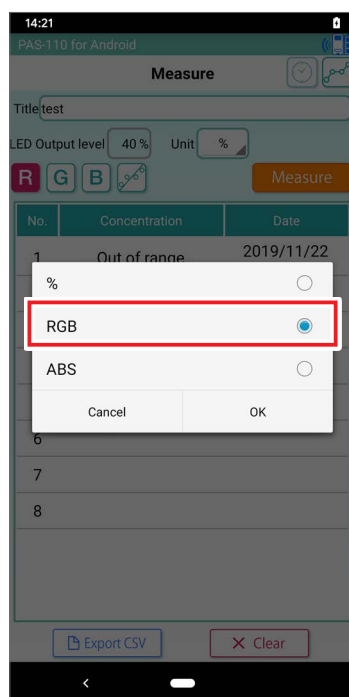 14:21
PAS-110 for Android
Measure
Title test
LED Output level 40 % Unit %
R G B Measure
No. Concentration Date
1 Out of range 2019/11/22
%
RGB
ABS
Cancel OK
6
7
8
Export CSV Clear